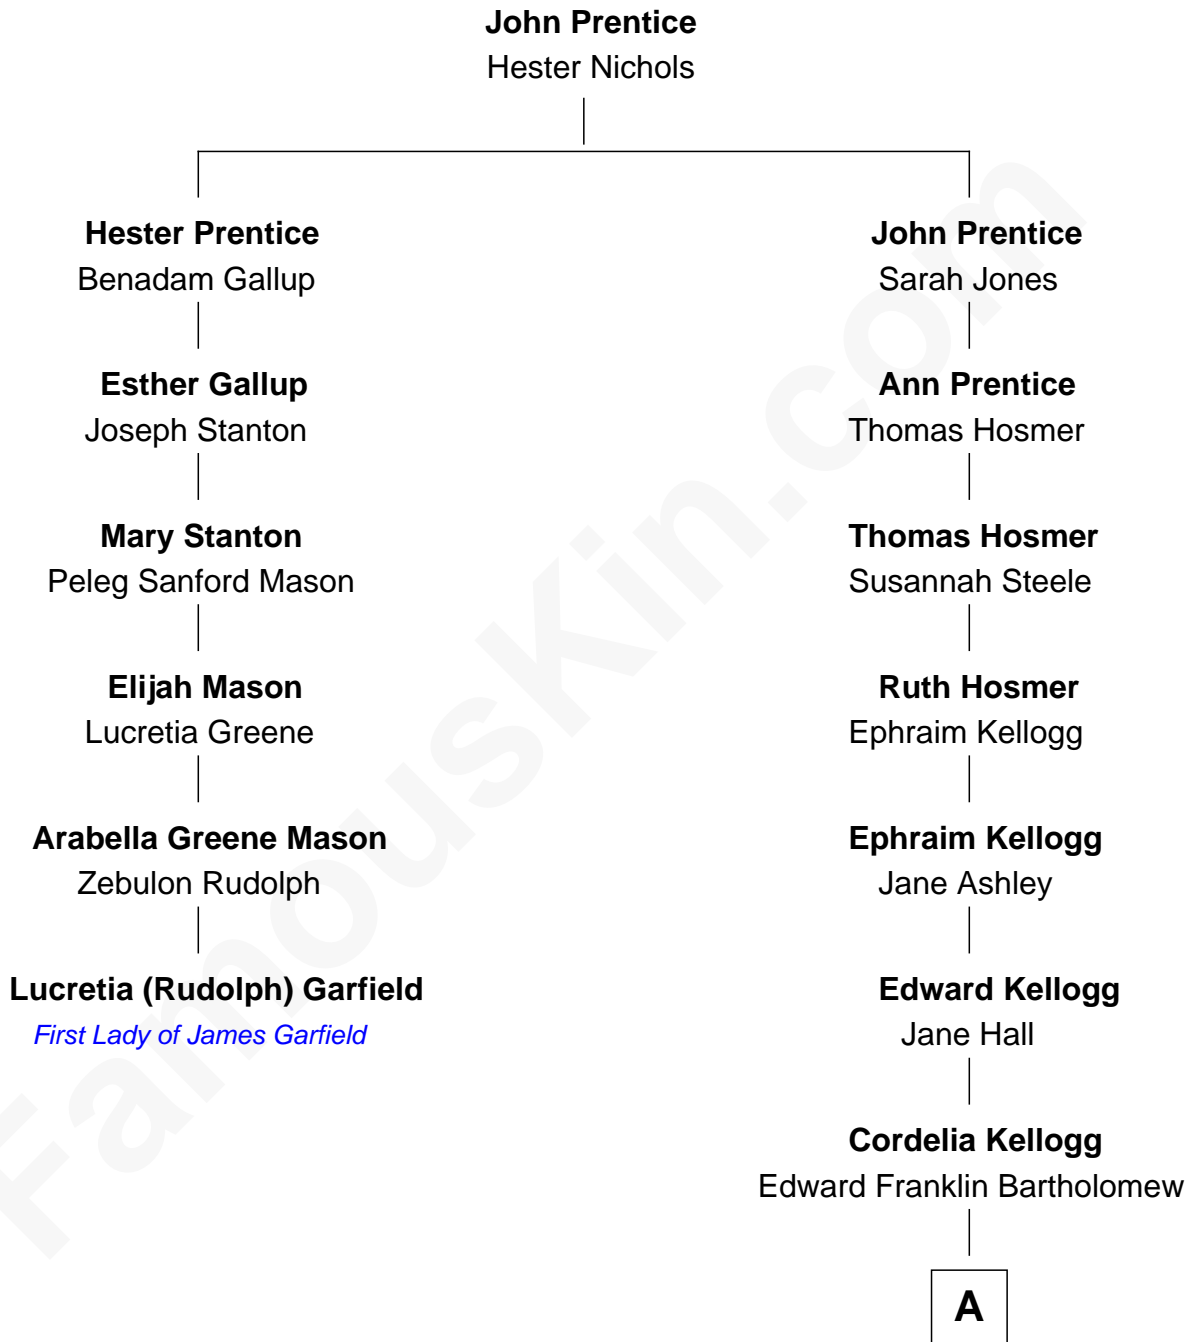 John Prentice
Hester Nichols
Hester Prentice
Benadam Gallup
Esther Gallup
Joseph Stanton
Mary Stanton
Peleg Sanford Mason
Elijah Mason
Lucretia Greene
Arabella Greene Mason
Zebulon Rudolph
Lucretia (Rudolph) Garfield
First Lady of James Garfield
John Prentice
Sarah Jones
Ann Prentice
Thomas Hosmer
Thomas Hosmer
Susannah Steele
Ruth Hosmer
Ephraim Kellogg
Ephraim Kellogg
Jane Ashley
Edward Kellogg
Jane Hall
Cordelia Kellogg
Edward Franklin Bartholomew
A
FamousKin.com